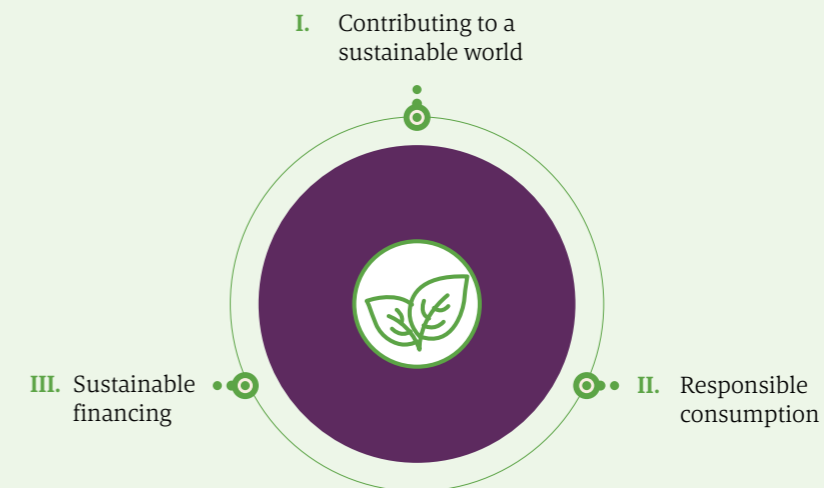 I. Contributing to a
sustainable world
II. Responsible
consumption
III. Sustainable
financing